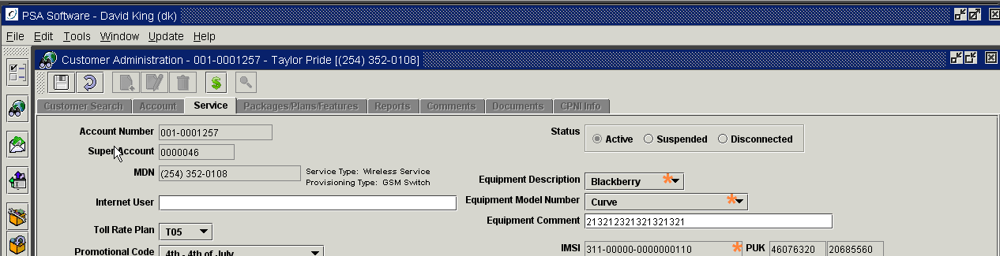 PSA Software - David King (dk)
File Edit Tools Window Update Help
Customer Administration - 001-0001257 - Taylor Pride [(254) 352-0108]
Customer Search Account Service Packages/Plans/Features Reports Comments Documents CPNI Info
Account Number 001-0001257
Super Account 0000046
MDN (254) 352-0108 Service Type: Wireless Service
Provisioning Type: GSM Switch
Internet User
Toll Rate Plan T05
Promotional Code 4th - 4th of July
Status Active Suspended Disconnected
Equipment Description Blackberry
Equipment Model Number Curve
Equipment Comment 213212321321321321
IMSI 311-00000-0000000110 PUK 46076320 20685560